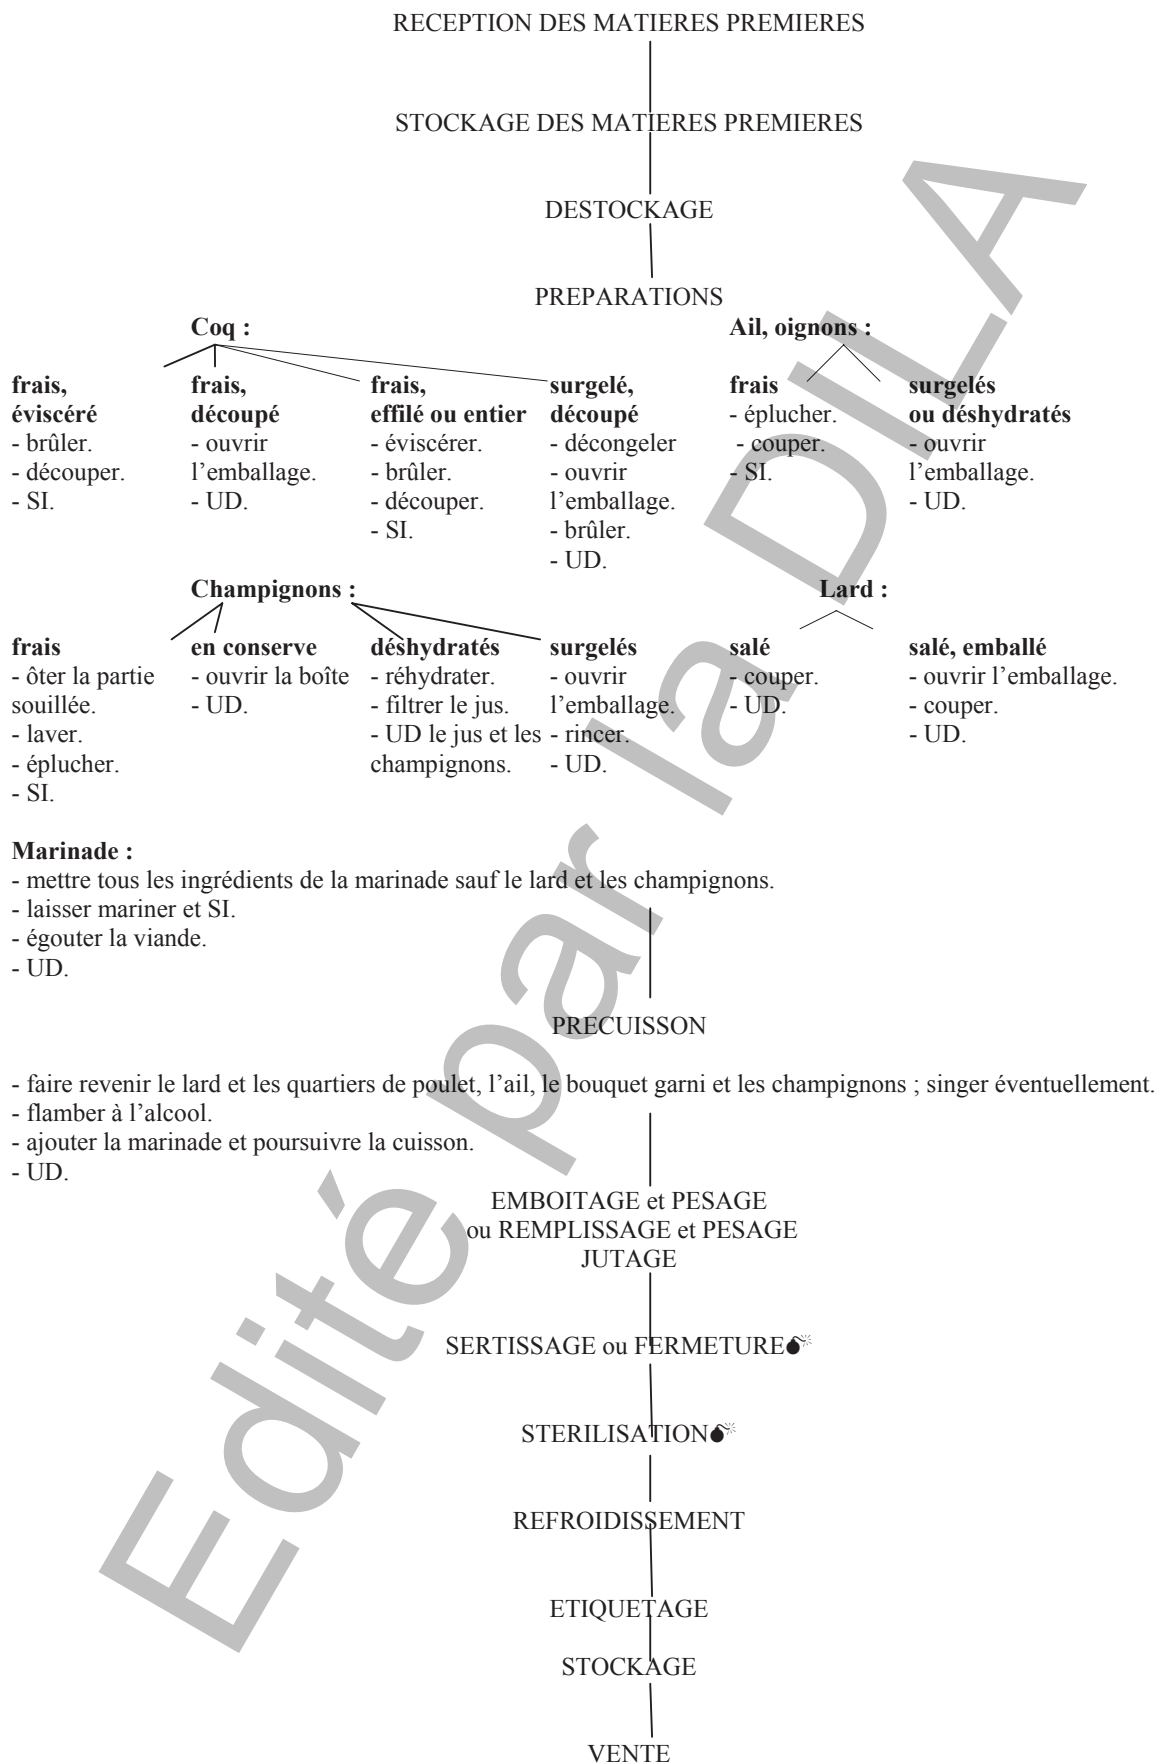 RECEPTION DES MATIERES PREMIERES
STOCKAGE DES MATIERES PREMIERES
DESTOCKAGE
PREPARATIONS
Coq :
frais,
éviscéré
- brûler.
- découper.
- SI.
frais,
découpé
- ouvrir
l’emballage.
- UD.
frais,
effilé ou entier
- éviscérer.
- brûler.
- découper.
- SI.
surgelé,
découpé
- décongeler
- ouvrir
l’emballage.
- brûler.
- UD.
Ail, oignons :
frais
- éplucher.
- couper.
- SI.
surgelés
ou déshydratés
- ouvrir
l’emballage.
- UD.
Champignons :
frais
- ôter la partie
souillée.
- laver.
- éplucher.
- SI.
en conserve
- ouvrir la boîte
- UD.
déshydratés
- réhydrater.
- filtrer le jus.
- UD le jus et les
champignons.
surgelés
- ouvrir
l’emballage.
- rincer.
- UD.
Lard :
salé
- couper.
- UD.
salé, emballé
- ouvrir l’emballage.
- couper.
- UD.
Marinade :
- mettre tous les ingrédients de la marinade sauf le lard et les champignons.
- laisser mariner et SI.
- égouter la viande.
- UD.
PRECUISSON
- faire revenir le lard et les quartiers de poulet, l’ail, le bouquet garni et les champignons ; singer éventuellement.
- flamber à l’alcool.
- ajouter la marinade et poursuivre la cuisson.
- UD.
EMBOITAGE et PESAGE
ou REMPLISSAGE et PESAGE
JUTAGE
SERTISSAGE ou FERMETURE💣
STERILISATION💣
REFROIDISSEMENT
ETIQUETAGE
STOCKAGE
VENTE
Edité par la DILA